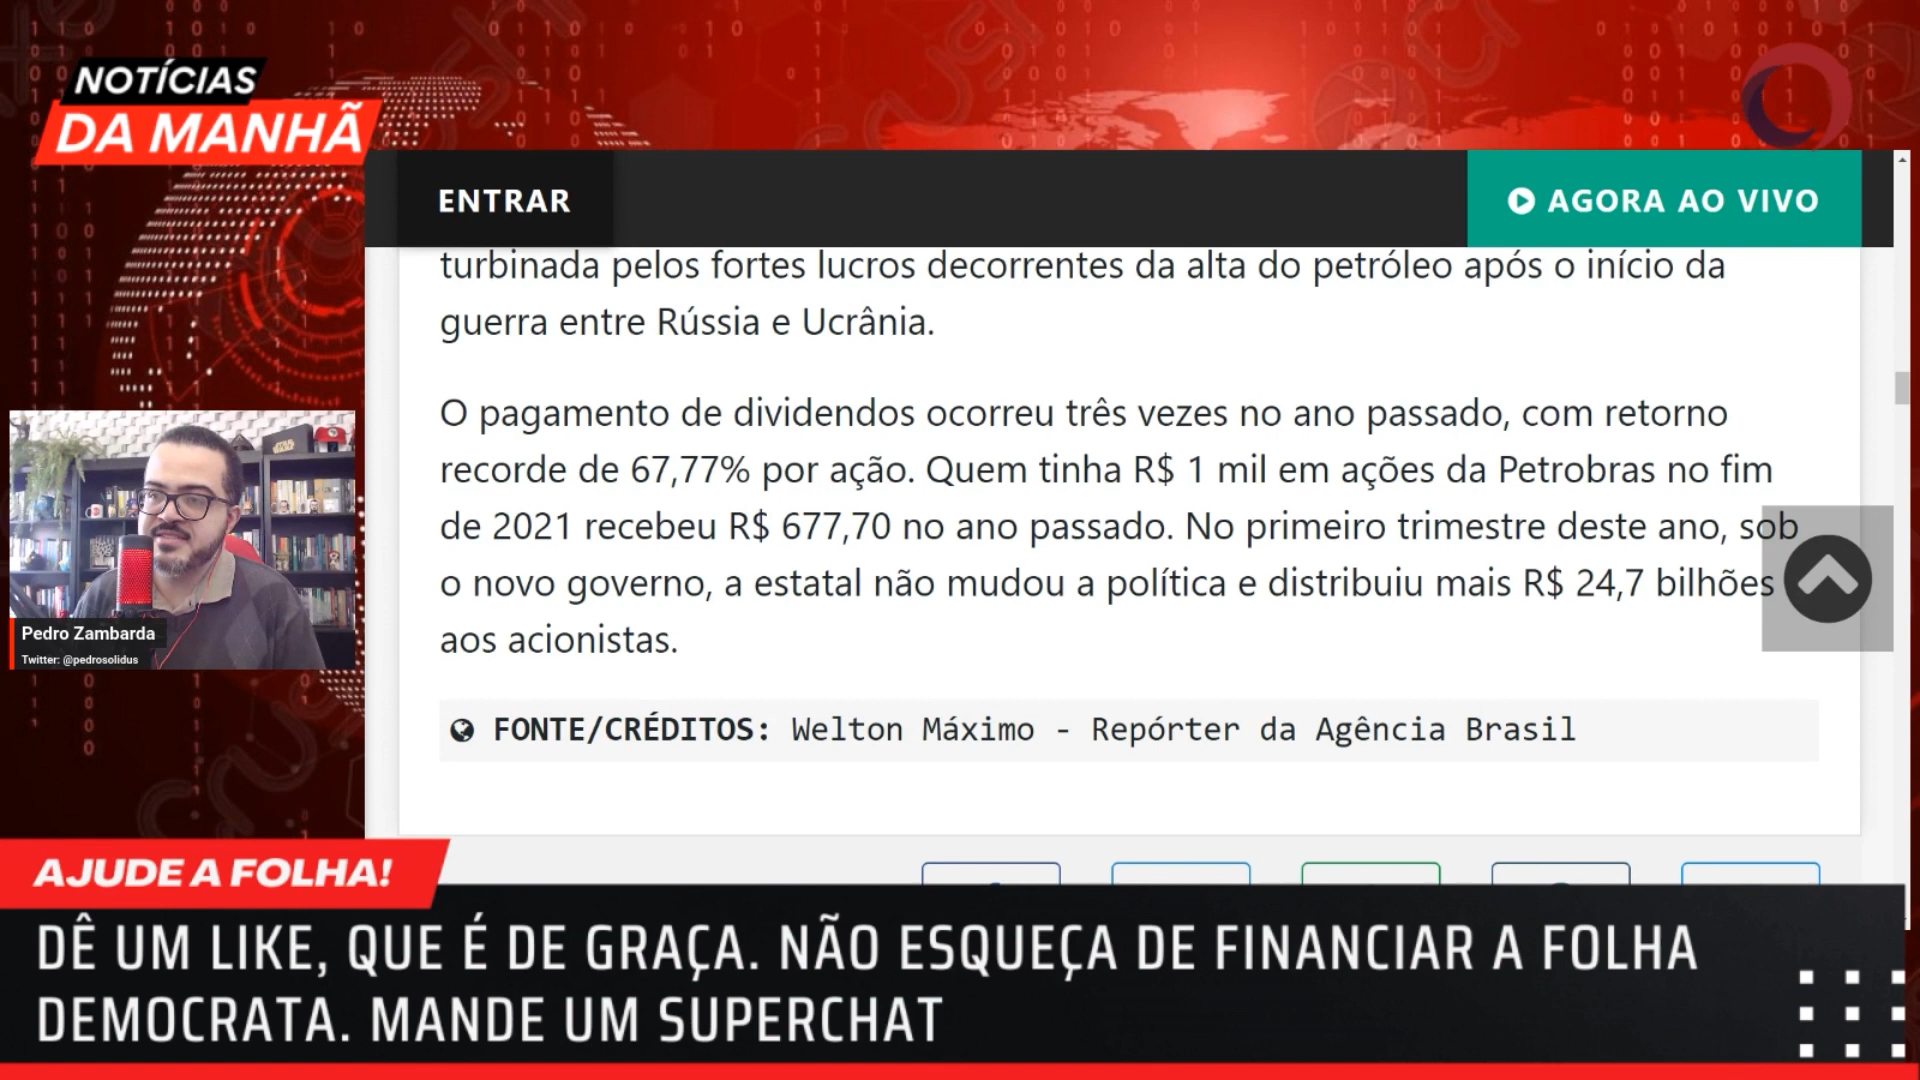 NOTÍCIAS
DA MANHÃ
ENTRAR
AGORA AO VIVO
turbinada pelos fortes lucros decorrentes da alta do petróleo após o início da
guerra entre Rússia e Ucrânia.
O pagamento de dividendos ocorreu três vezes no ano passado, com retorno
recorde de 67,77% por ação. Quem tinha R$ 1 mil em ações da Petrobras no fim
de 2021 recebeu R$ 677,70 no ano passado. No primeiro trimestre deste ano, sob
o novo governo, a estatal não mudou a política e distribuiu mais R$ 24,7 bilhões
aos acionistas.
FONTE/CRÉDITOS: Welton Máximo - Repórter da Agência Brasil
Pedro Zambarda
Twitter: @pedrosolidus
AJUDE A FOLHA!
DÊ UM LIKE, QUE É DE GRAÇA. NÃO ESQUEÇA DE FINANCIAR A FOLHA
DEMOCRATA. MANDE UM SUPERCHAT